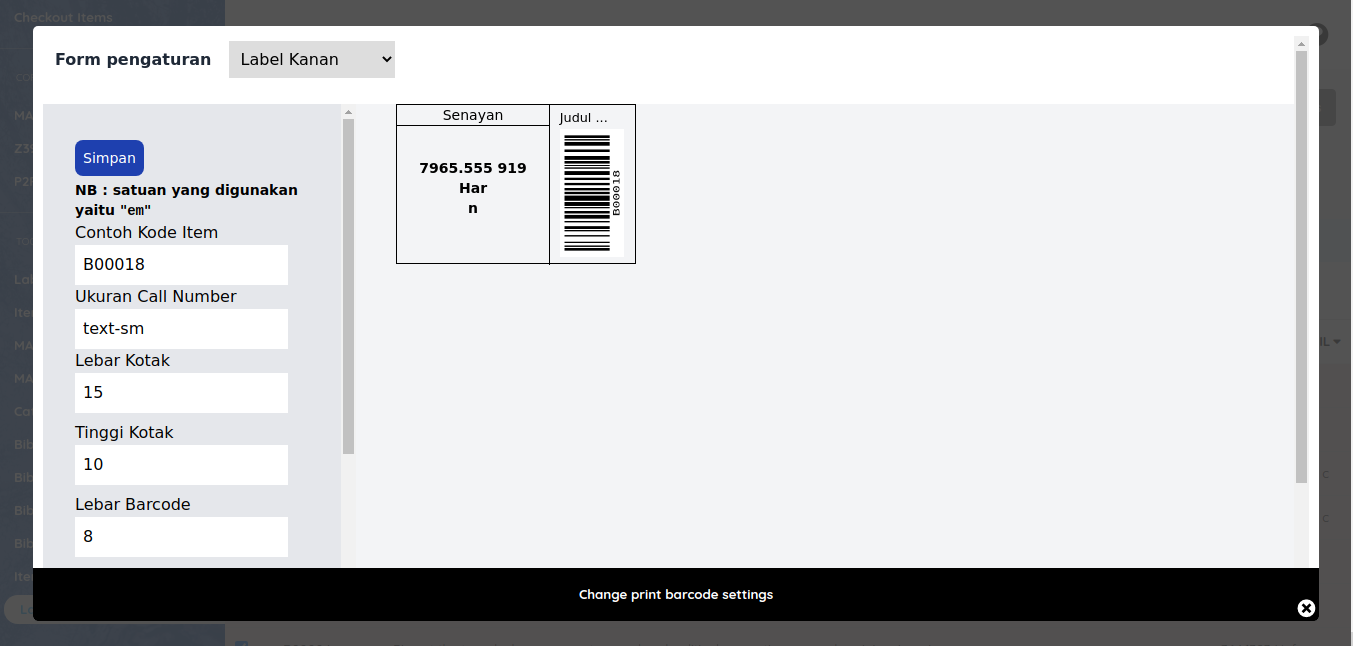 Checkout Items
Form pengaturan
Label Kanan
Simpan
NB : satuan yang digunakan
yaitu "em"
Contoh Kode Item
B00018
Ukuran Call Number
text-sm
Lebar Kotak
15
Tinggi Kotak
10
Lebar Barcode
8
Senayan
7965.555 919
Har
n
Judul ...
B00018
Change print barcode settings